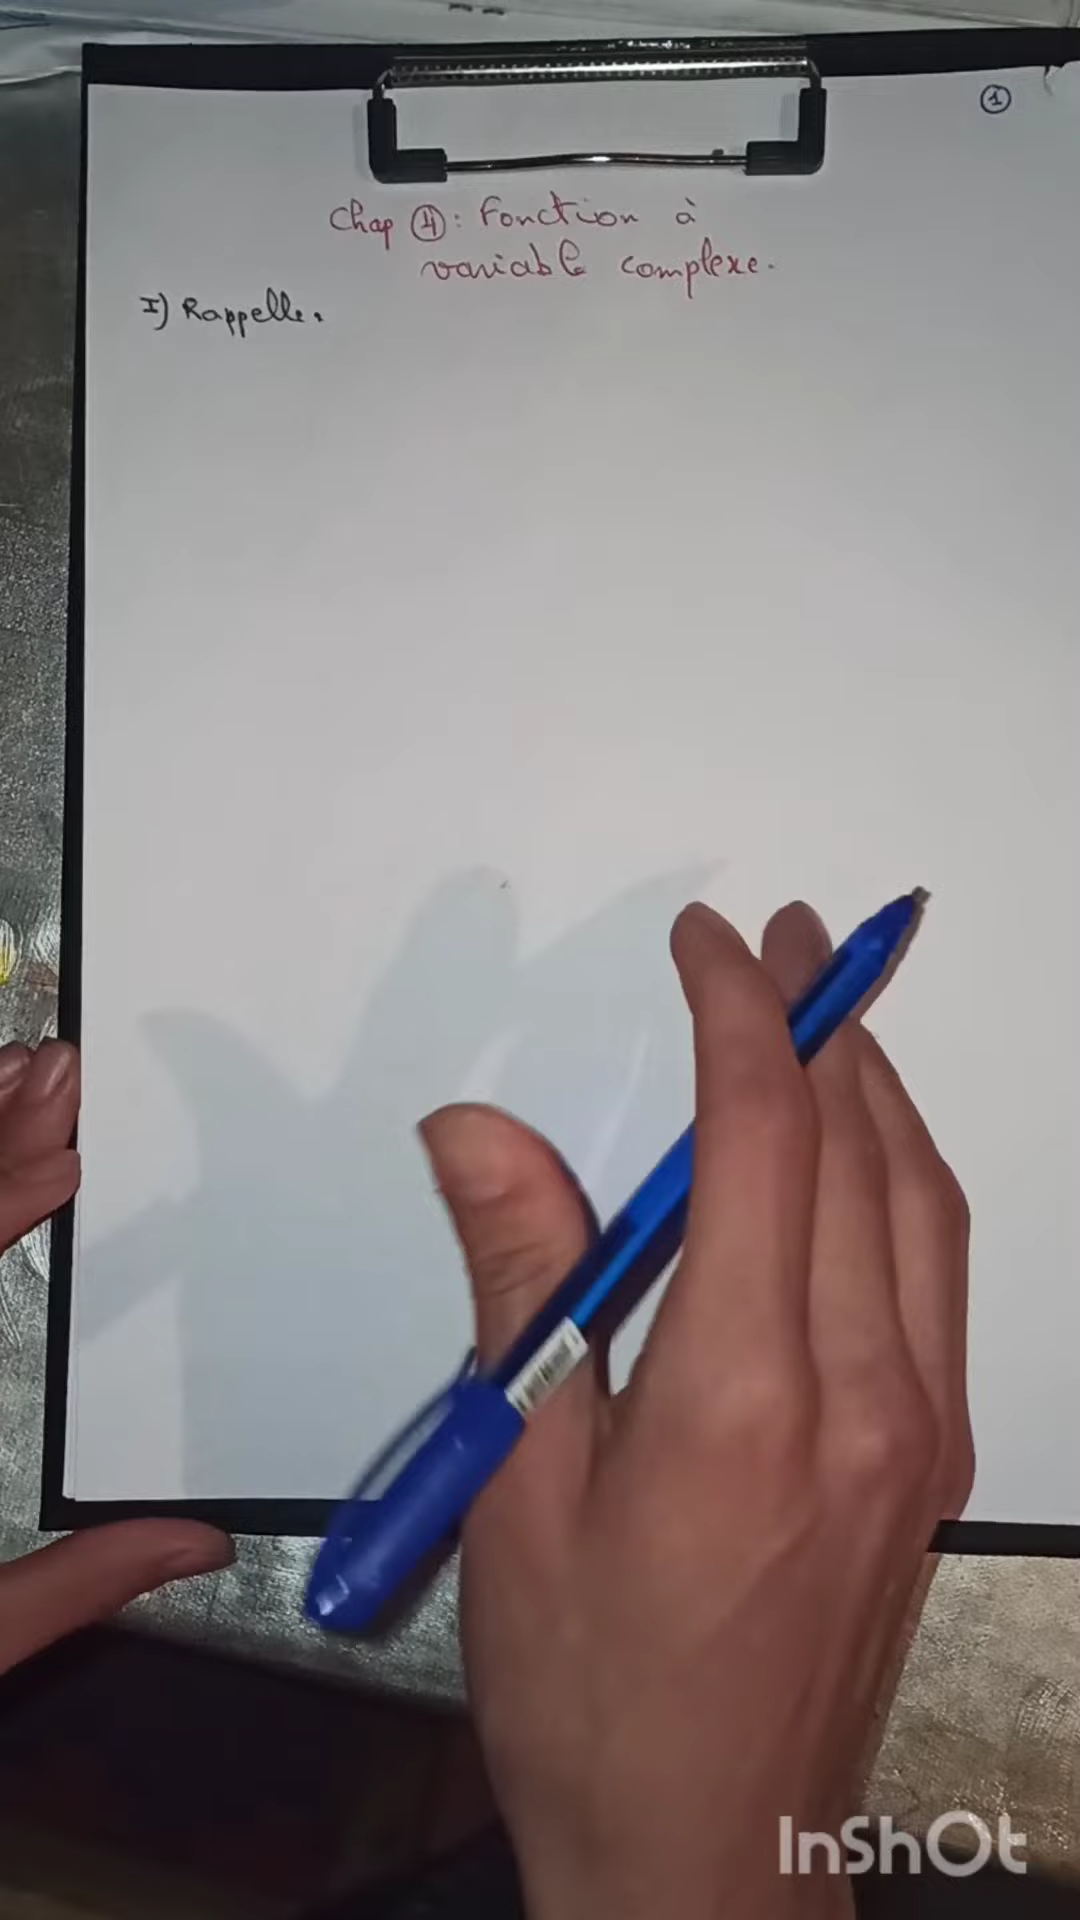 ①
Chap ④: Fonction à
variable complexe.
I) Rappelle.
InShOt